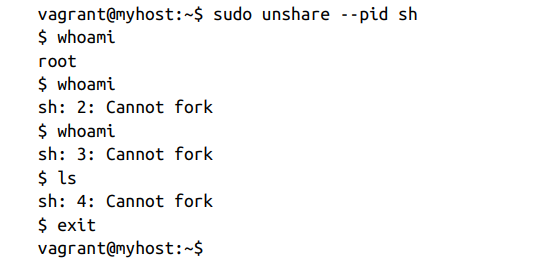 vagrant@myhost:~$ sudo unshare --pid sh
$ whoami
root
$ whoami
sh: 2: Cannot fork
$ whoami
sh: 3: Cannot fork
$ ls
sh: 4: Cannot fork
$ exit
vagrant@myhost:~$